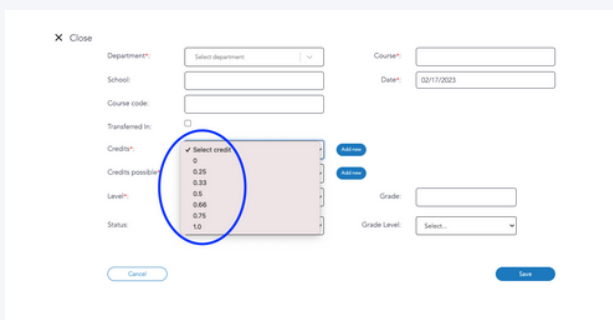 Close
Department*: Select department Course*:
School: Date*: 02/17/2023
Course code:
Transferred In:
Credits*: ✓ Select credit Add new
0
Credits possible* 0.25 Add new
0.33
Level*: 0.5 Grade:
0.66
0.75
Status: 1.0 Grade Level: Select...
Cancel Save